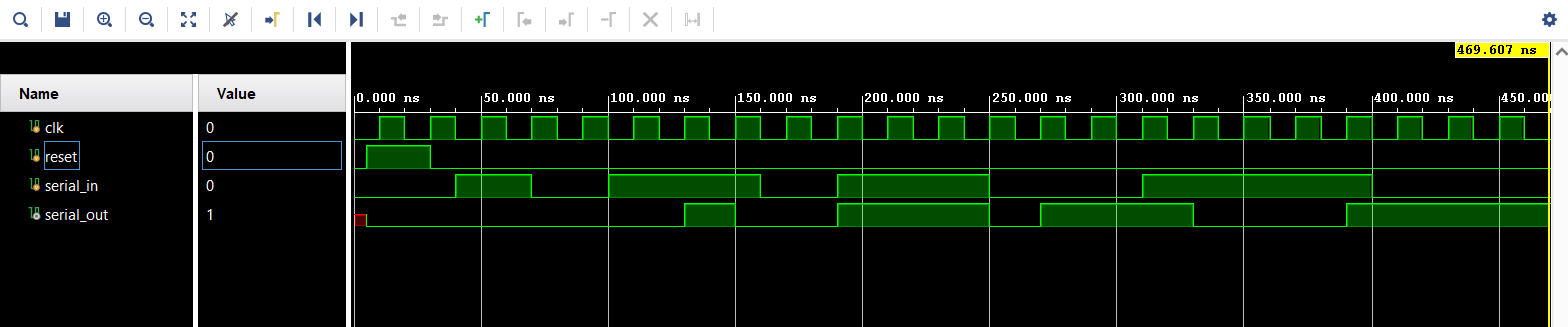 469.607 ns
Name Value
0.000 ns 50.000 ns 100.000 ns 150.000 ns 200.000 ns 250.000 ns 300.000 ns 350.000 ns 400.000 ns 450.00
clk 0
reset 0
serial_in 0
serial_out 1